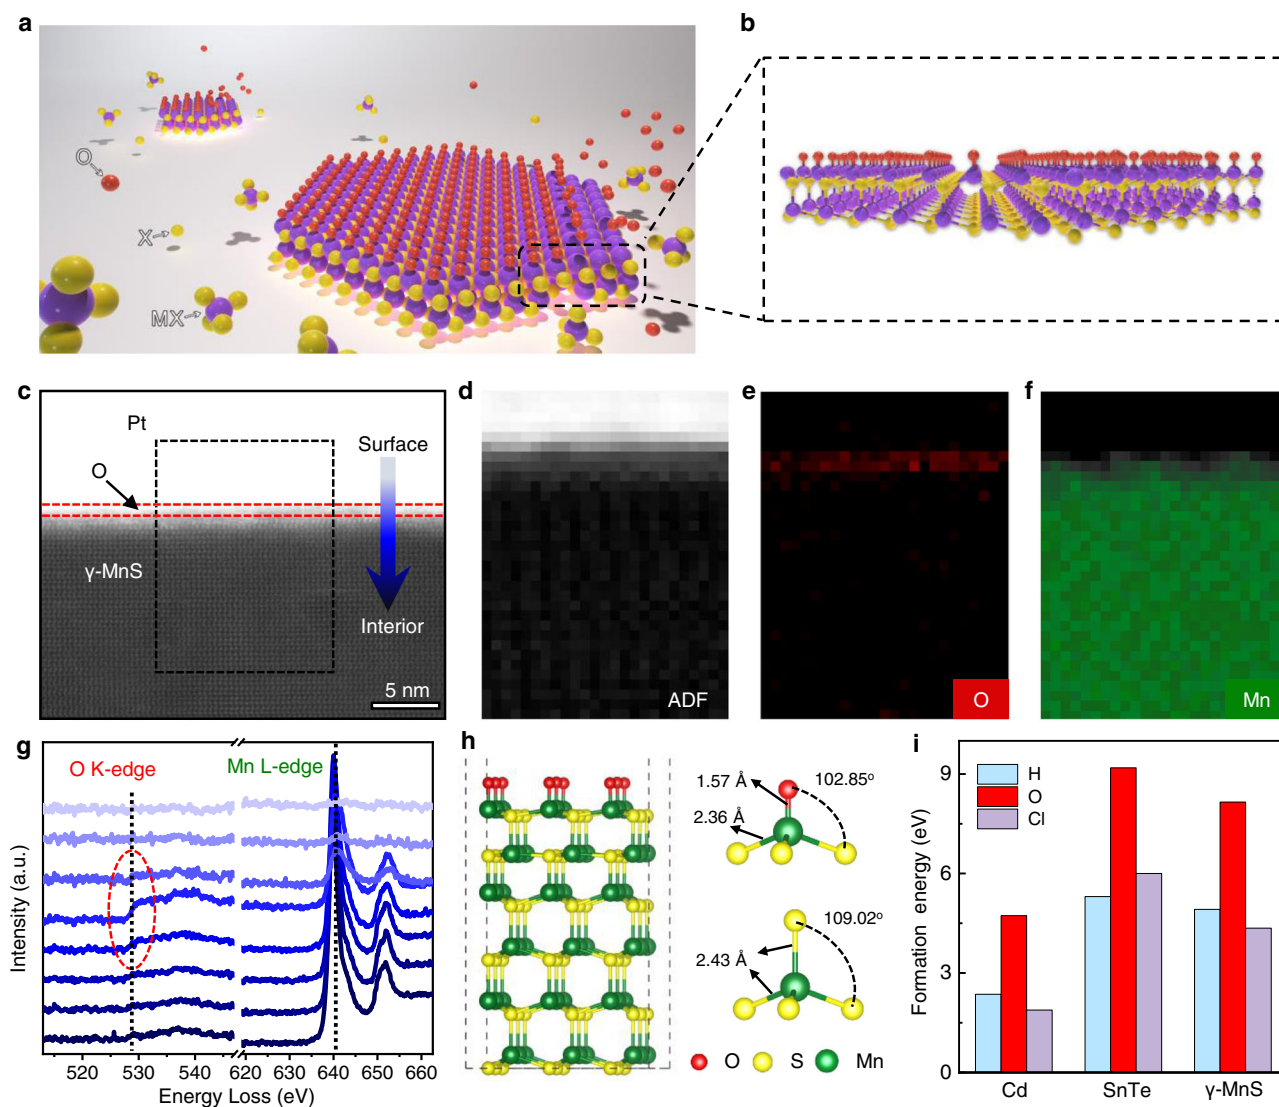 a
b
O
X
MX
c
Pt
Surface
O
γ-MnS
Interior
5 nm
d
ADF
e
O
f
Mn
g
O K-edge
Mn L-edge
Intensity (a.u.)
520 530 540 620 630 640 650 660
Energy Loss (eV)
h
1.57 Å
102.85º
2.36 Å
109.02º
2.43 Å
O S Mn
i
H
O
Cl
Formation energy (eV)
9
6
3
0
Cd SnTe γ-MnS